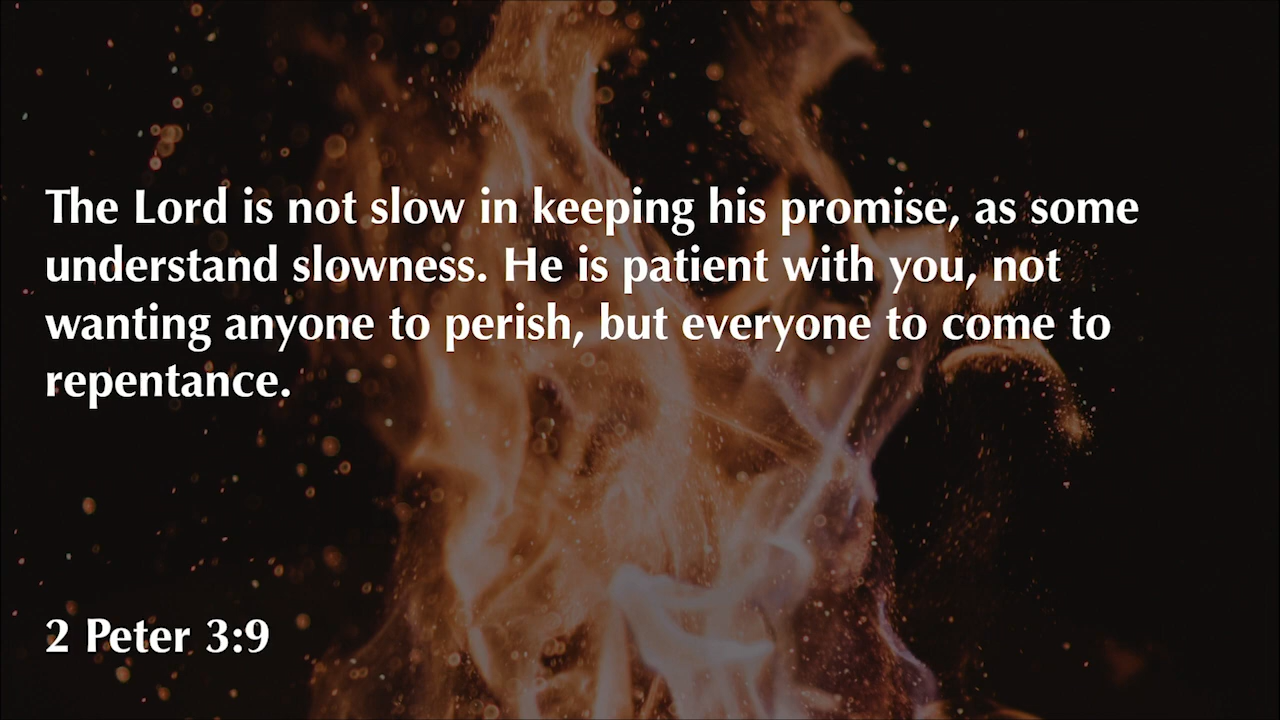 The Lord is not slow in keeping his promise, as some
understand slowness. He is patient with you, not
wanting anyone to perish, but everyone to come to
repentance.
2 Peter 3:9